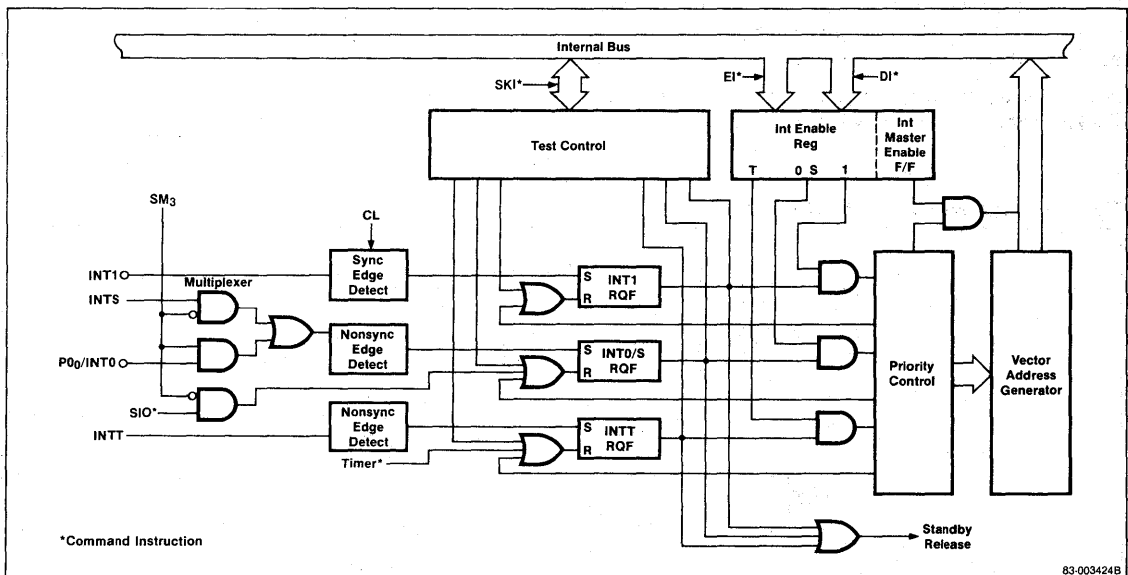 Internal Bus
SKI*
EI*
DI*
Test Control
Int Enable
Reg
T 0 S 1
Int
Master
Enable
F/F
SM3
CL
INT1
Sync
Edge
Detect
S
R
INT1
RQF
Multiplexer
INTS
P00/INT0
Nonsync
Edge
Detect
S
R
INT0/S
RQF
SIO*
INTT
Nonsync
Edge
Detect
Timer*
S
R
INTT
RQF
Priority
Control
Vector
Address
Generator
Standby
Release
*Command Instruction
83-003424B